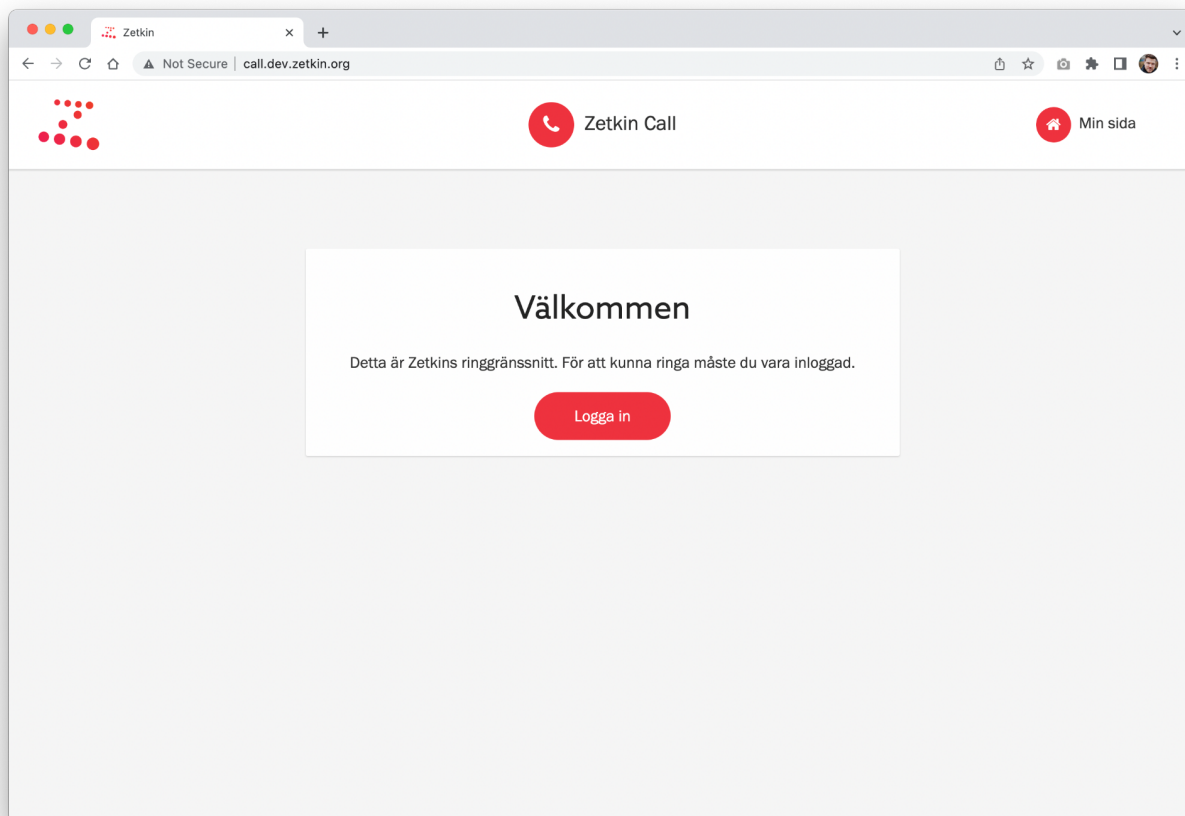 Zetkin
Not Secure | call.dev.zetkin.org
Zetkin Call
Min sida
Välkommen
Detta är Zetkins ringgränssnitt. För att kunna ringa måste du vara inloggad.
Logga in